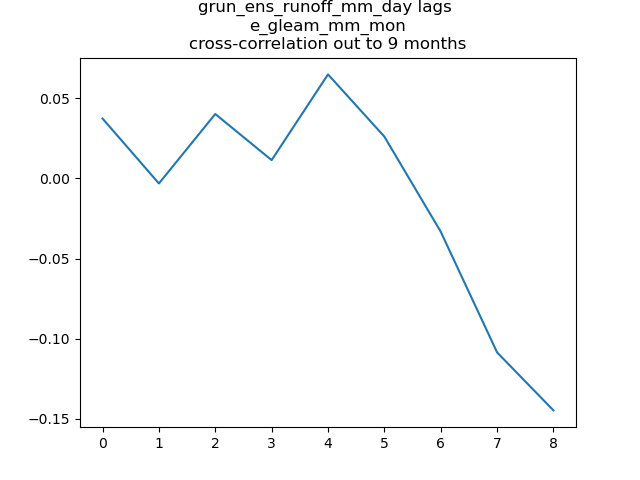 grun_ens_runoff_mm_day lags
e_gleam_mm_mon
cross-correlation out to 9 months
0.05
0.00
−0.05
−0.10
−0.15
0 1 2 3 4 5 6 7 8